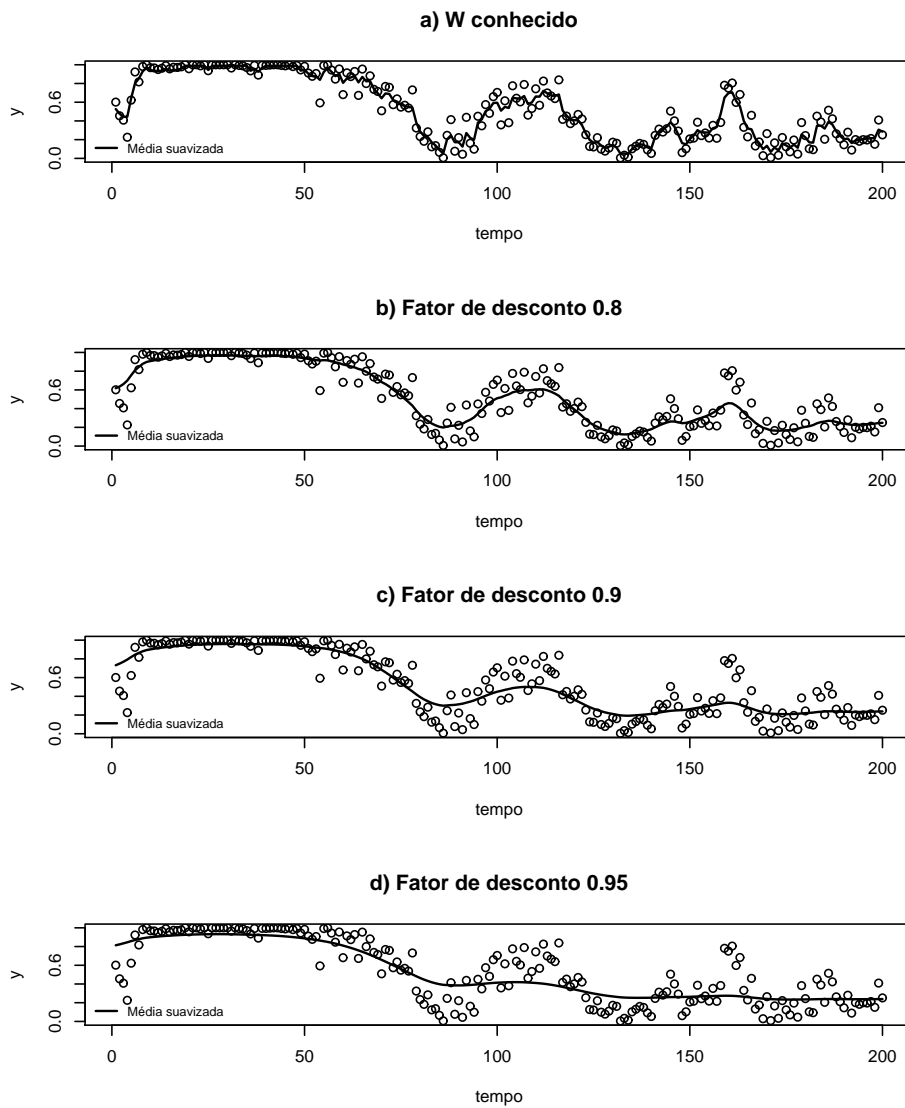 a) W conhecido
y
0.0 0.6
Média suavizada
0 50 100 150 200
tempo
b) Fator de desconto 0.8
y
0.0 0.6
Média suavizada
0 50 100 150 200
tempo
c) Fator de desconto 0.9
y
0.0 0.6
Média suavizada
0 50 100 150 200
tempo
d) Fator de desconto 0.95
y
0.0 0.6
Média suavizada
0 50 100 150 200
tempo